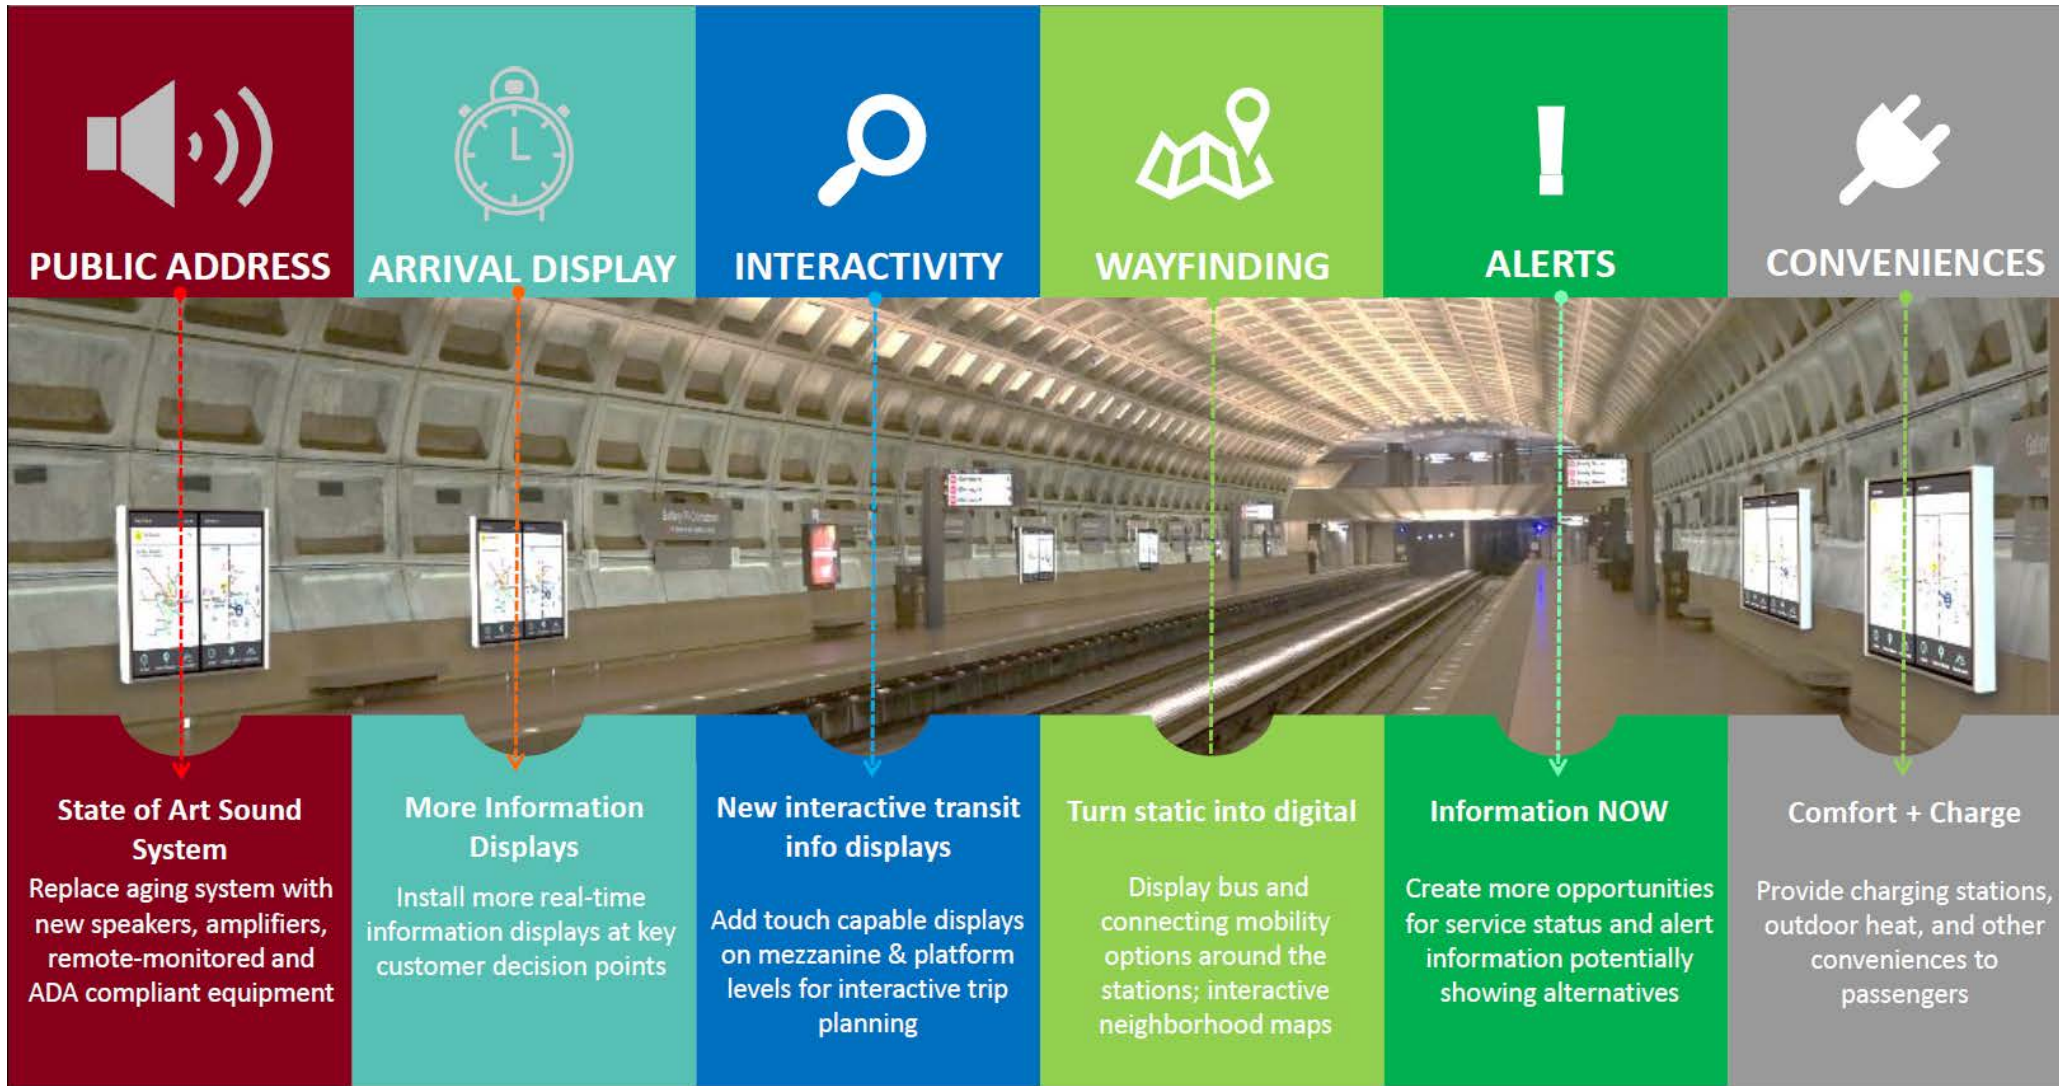 PUBLIC ADDRESS
ARRIVAL DISPLAY
INTERACTIVITY
WAYFINDING
ALERTS
CONVENIENCES
State of Art Sound
System
Replace aging system with
new speakers, amplifiers,
remote-monitored and
ADA compliant equipment
More Information
Displays
Install more real-time
information displays at key
customer decision points
New interactive transit
info displays
Add touch capable displays
on mezzanine & platform
levels for interactive trip
planning
Turn static into digital
Display bus and
connecting mobility
options around the
stations; interactive
neighborhood maps
Information NOW
Create more opportunities
for service status and alert
information potentially
showing alternatives
Comfort + Charge
Provide charging stations,
outdoor heat, and other
conveniences to
passengers